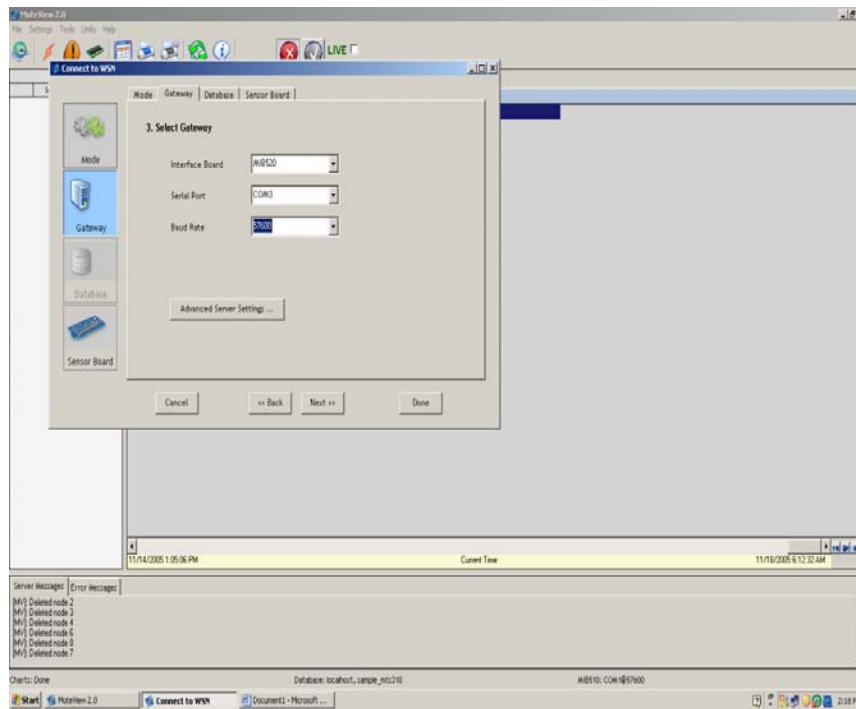 MoteView 2.0
File Settings Tools Units Help
LIVE
Connect to WSN
Mode Gateway Database Sensor Board
3. Select Gateway
Mode
Interface Board MIB520
Serial Port COM3
Gateway
Baud Rate 57600
Database
Advanced Server Settings ...
Sensor Board
Cancel << Back Next >> Done
11/14/2005 1:05:06 PM Current Time 11/18/2005 6:12:32 AM
Server Messages Error Messages
[MV]: Deleted node 2
[MV]: Deleted node 3
[MV]: Deleted node 4
[MV]: Deleted node 6
[MV]: Deleted node 8
[MV]: Deleted node 7
Charts: Done Database: localhost, sample_mts310 MIB510: COM1@57600
Start MoteView 2.0 Connect to WSN Document1 - Microsoft ... 2:18